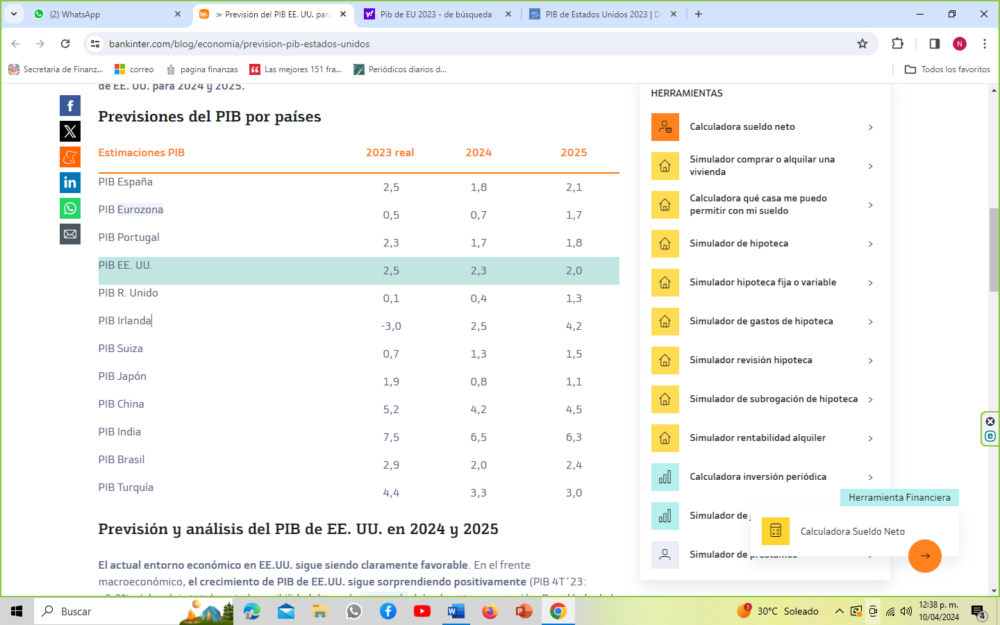 (2) WhatsApp
≫ Previsión del PIB EE. UU. para
Pib de EU 2023 - de búsqueda
PIB de Estados Unidos 2023 | D
bankinter.com/blog/economia/prevision-pib-estados-unidos
N
Secretaria de Finanz...
correo
pagina finanzas
Las mejores 151 fra...
Periódicos diarios d...
Todos los favoritos
de EE. UU. para 2024 y 2025.
Previsiones del PIB por países
Estimaciones PIB 2023 real 2024 2025
PIB España 2,5 1,8 2,1
PIB Eurozona 0,5 0,7 1,7
PIB Portugal 2,3 1,7 1,8
PIB EE. UU. 2,5 2,3 2,0
PIB R. Unido 0,1 0,4 1,3
PIB Irlanda -3,0 2,5 4,2
PIB Suiza 0,7 1,3 1,5
PIB Japón 1,9 0,8 1,1
PIB China 5,2 4,2 4,5
PIB India 7,5 6,5 6,3
PIB Brasil 2,9 2,0 2,4
PIB Turquía 4,4 3,3 3,0
Previsión y análisis del PIB de EE. UU. en 2024 y 2025
El actual entorno económico en EE.UU. sigue siendo claramente favorable. En el frente
macroeconómico, el crecimiento de PIB de EE.UU. sigue sorprendiendo positivamente (PIB 4T´23:
HERRAMIENTAS
Calculadora sueldo neto
Simulador comprar o alquilar una
vivienda
Calculadora qué casa me puedo
permitir con mi sueldo
Simulador de hipoteca
Simulador hipoteca fija o variable
Simulador de gastos de hipoteca
Simulador revisión hipoteca
Simulador de subrogación de hipoteca
Simulador rentabilidad alquiler
Calculadora inversión periódica
Simulador de j
Simulador de préstamos
Herramienta Financiera
Calculadora Sueldo Neto
Buscar
1
30°C Soleado
12:38 p. m.
10/04/2024
4